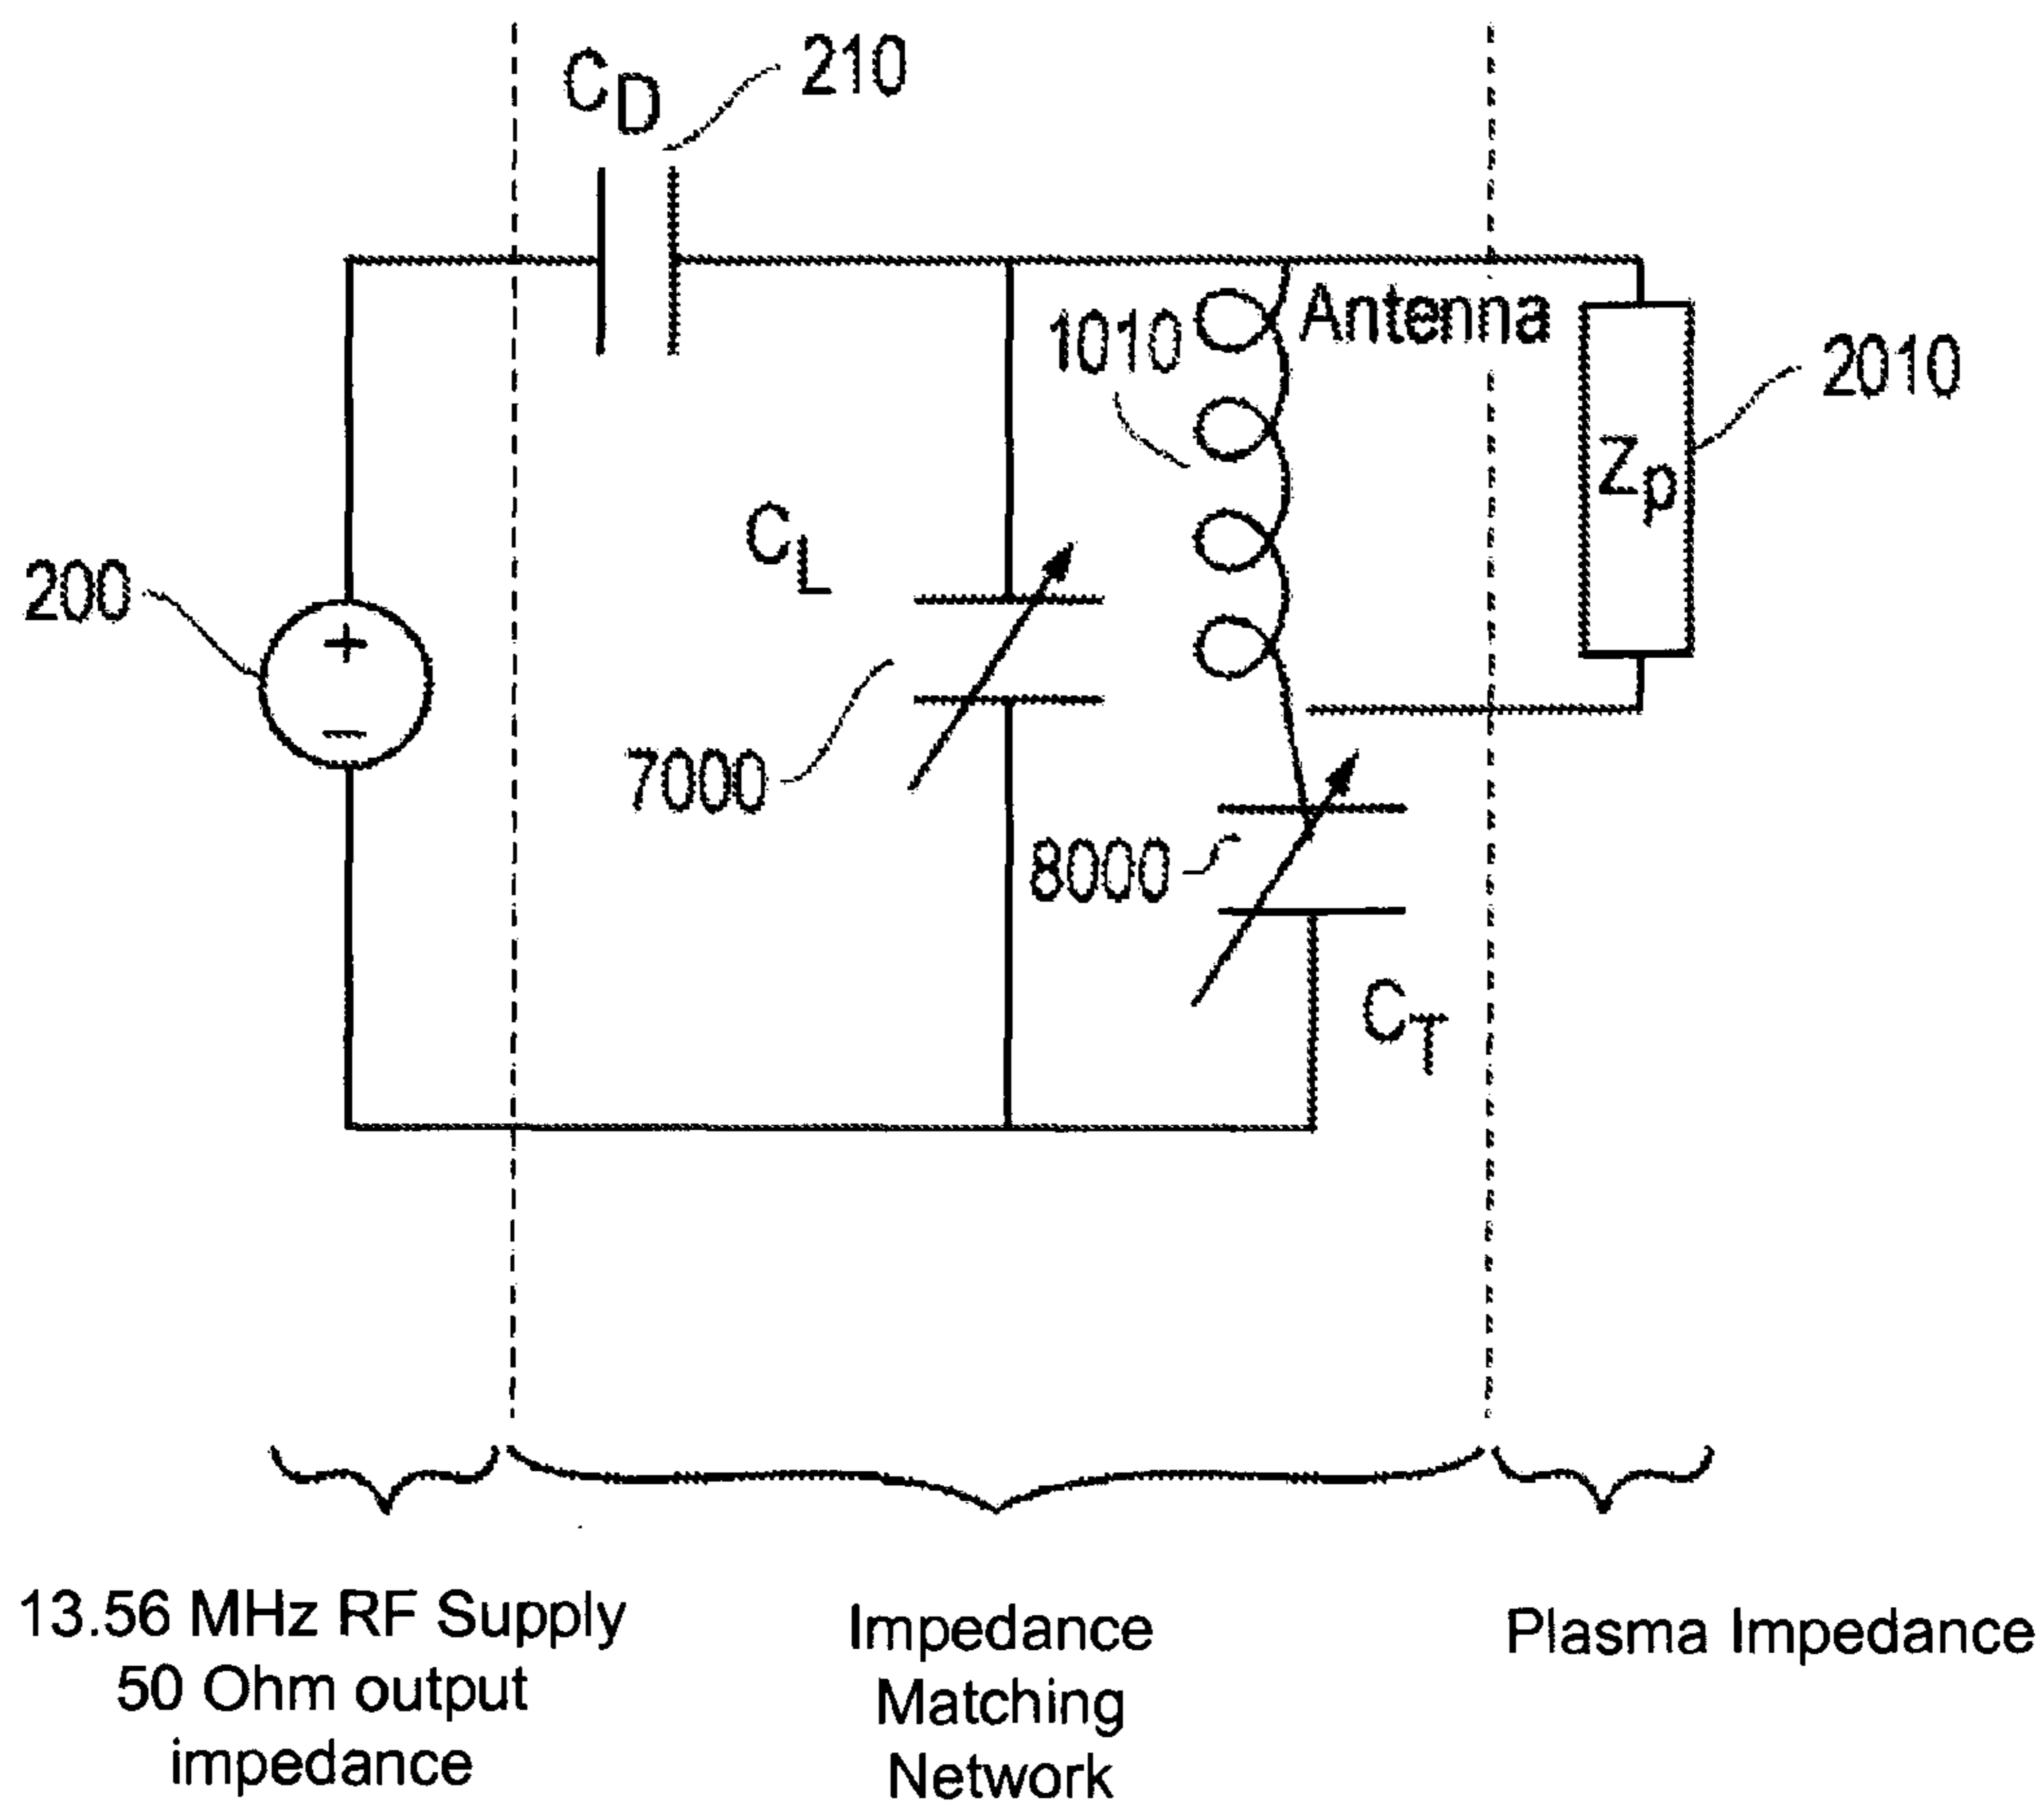 C_D
210
Antenna
1010
2010
Z_p
C_L
200
+
−
7000
8000
C_T
13.56 MHz RF Supply
50 Ohm output
impedance
Impedance
Matching
Network
Plasma Impedance